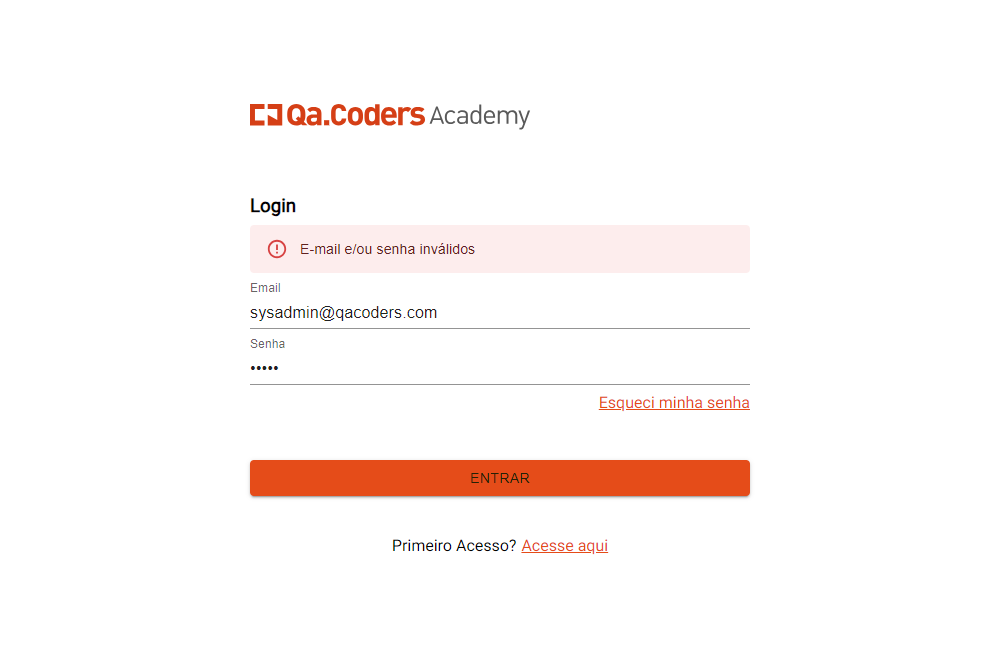 Qa.Coders Academy
Login
E-mail e/ou senha inválidos
Email
sysadmin@qacoders.com
Senha
•••••
Esqueci minha senha
ENTRAR
Primeiro Acesso? Acesse aqui